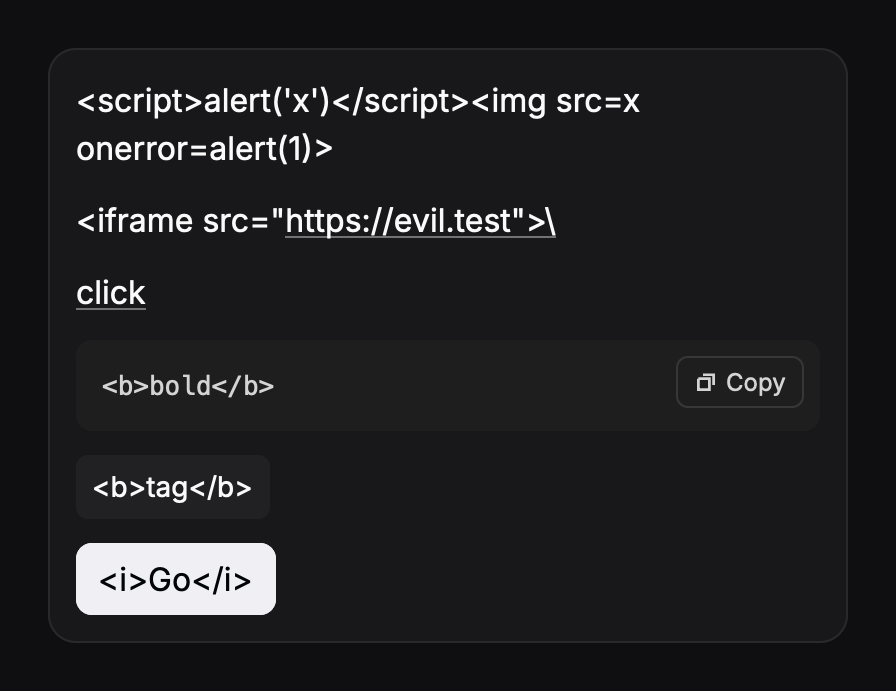 <script>alert('x')</script><img src=x
onerror=alert(1)>
<iframe src="https://evil.test">\
click
<b>bold</b>
Copy
<b>tag</b>
<i>Go</i>